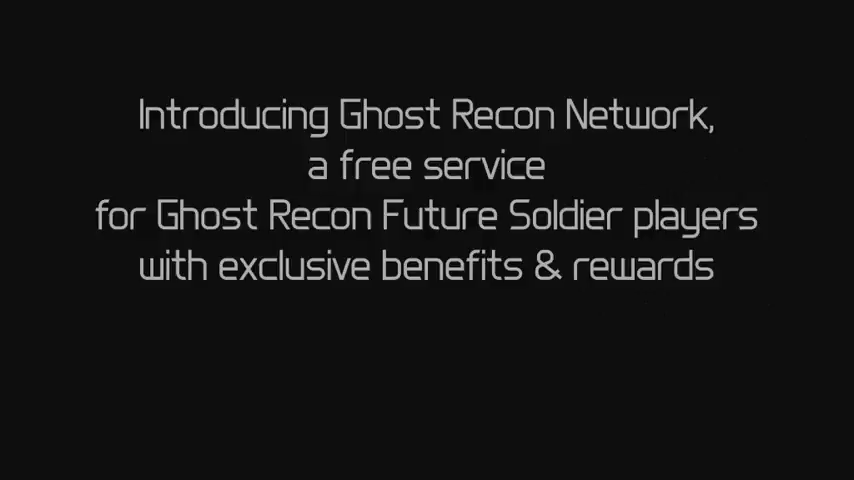 Introducing Ghost Recon Network,
a free service
for Ghost Recon Future Soldier players
with exclusive benefits & rewards